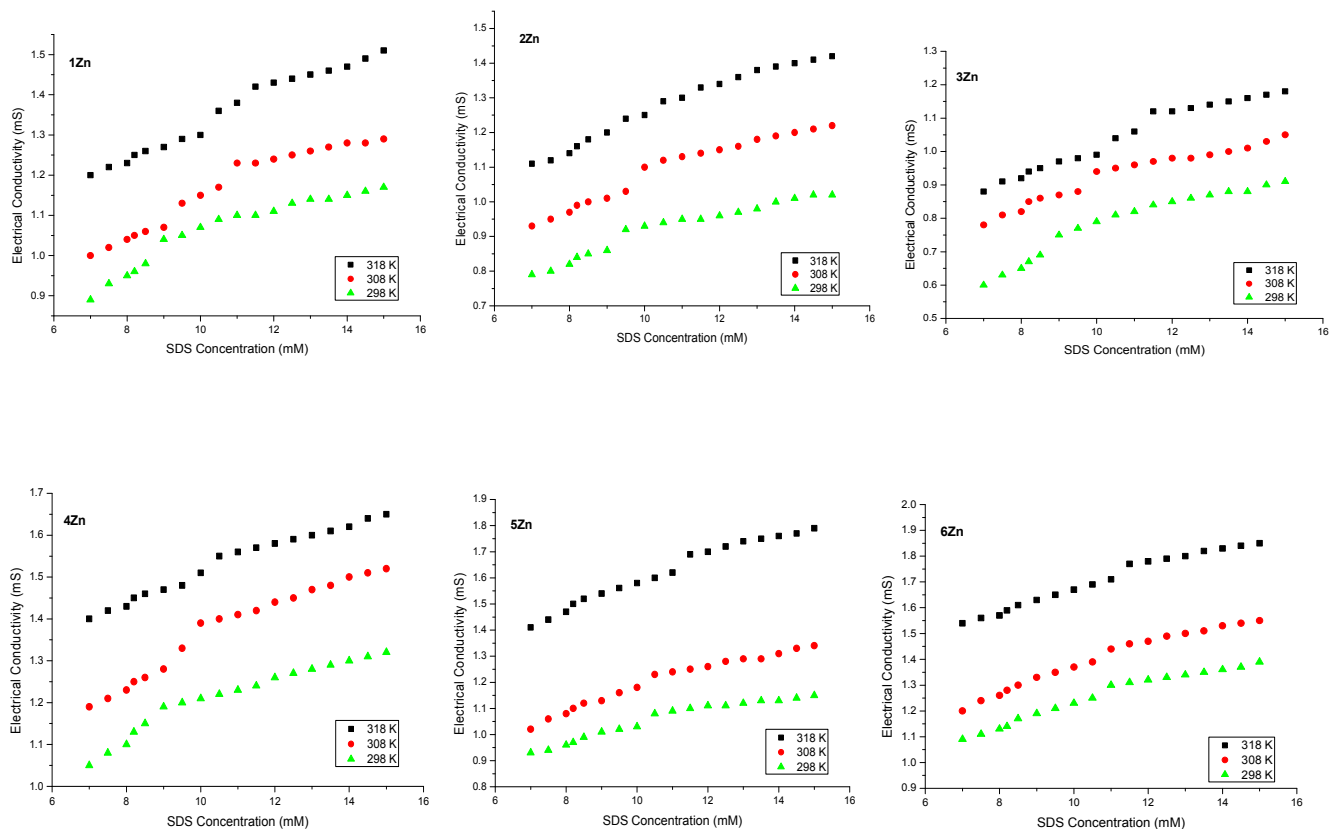 1Zn
Electrical Conductivity (mS)
1.5
1.4
1.3
1.2
1.1
1.0
0.9
318 K
308 K
298 K
6 8 10 12 14 16
SDS Concentration (mM)
2Zn
Electrical Conductivity (mS)
1.5
1.4
1.3
1.2
1.1
1.0
0.9
0.8
0.7
318 K
308 K
298 K
6 8 10 12 14 16
SDS Concentration (mM)
3Zn
Electrical Conductivity (mS)
1.3
1.2
1.1
1.0
0.9
0.8
0.7
0.6
0.5
318 K
308 K
298 K
6 8 10 12 14 16
SDS Concentration (mM)
4Zn
Electrical Conductivity (mS)
1.7
1.6
1.5
1.4
1.3
1.2
1.1
1.0
318 K
308 K
298 K
6 8 10 12 14 16
SDS Concentration (mM)
5Zn
Electrical Conductivity (mS)
1.9
1.8
1.7
1.6
1.5
1.4
1.3
1.2
1.1
1.0
0.9
0.8
318 K
308 K
298 K
6 8 10 12 14 16
SDS Concentration (mM)
6Zn
Electrical Conductivity (mS)
2.0
1.9
1.8
1.7
1.6
1.5
1.4
1.3
1.2
1.1
1.0
0.9
318 K
308 K
298 K
6 8 10 12 14 16
SDS Concentration (mM)